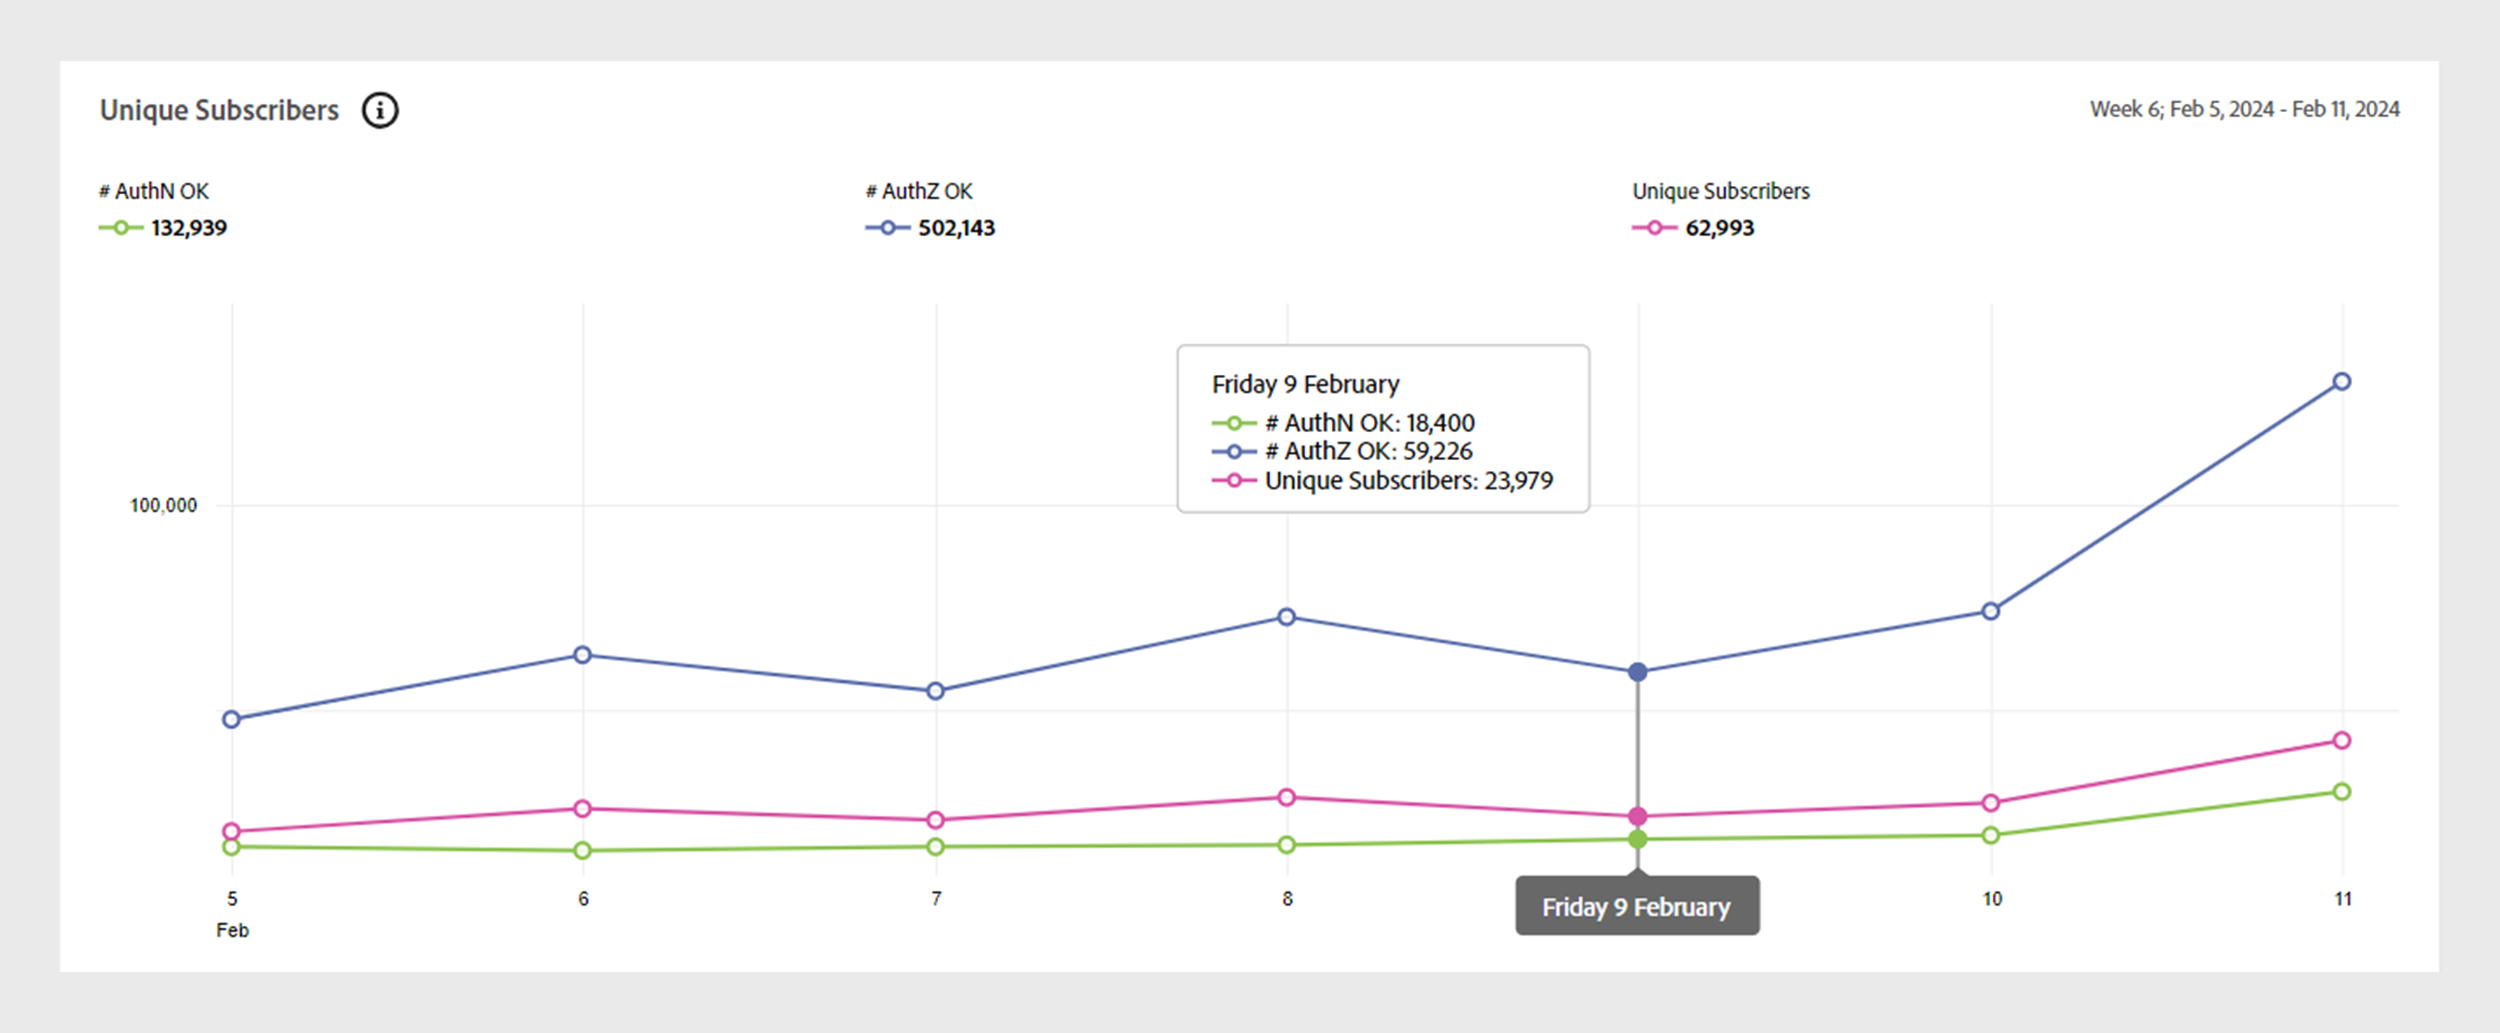 Unique Subscribers
Week 6; Feb 5, 2024 - Feb 11, 2024
# AuthN OK
132,939
# AuthZ OK
502,143
Unique Subscribers
62,993
Friday 9 February
# AuthN OK: 18,400
# AuthZ OK: 59,226
Unique Subscribers: 23,979
100,000
5
6
7
8
Friday 9 February
10
11
Feb